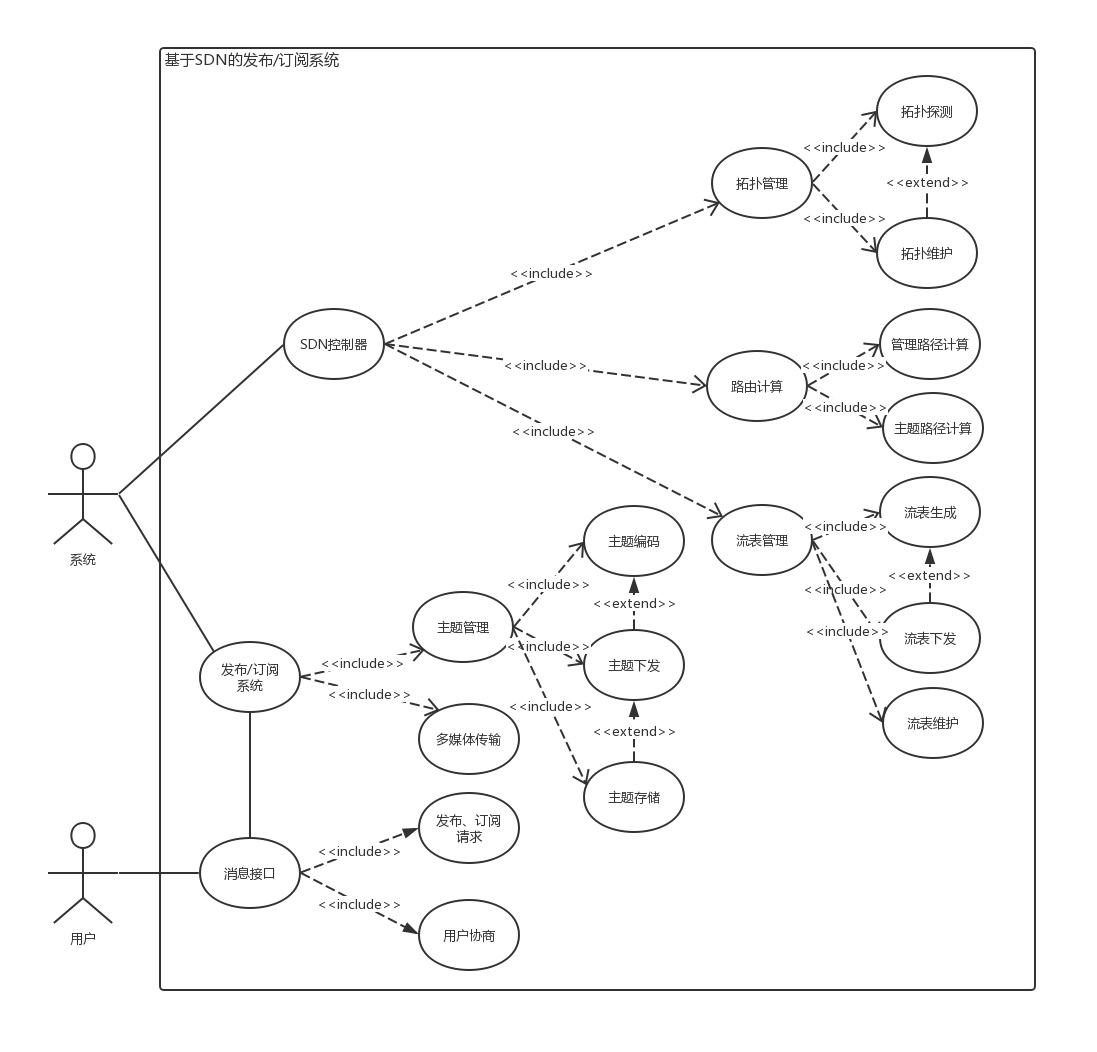 基于SDN的发布/订阅系统
拓扑探测
<<include>>
拓扑管理
<<extend>>
<<include>>
拓扑维护
<<include>>
SDN控制器
管理路径计算
<<include>>
<<include>>
路由计算
<<include>>
主题路径计算
<<include>>
流表生成
<<include>>
流表管理
主题编码
<<extend>>
<<include>>
<<include>>
<<extend>>
主题管理
<<include>>
流表下发
<<include>>
系统
<<include>>
主题下发
发布/订阅
系统
<<include>>
<<include>>
流表维护
<<extend>>
多媒体传输
主题存储
发布、订阅
请求
<<include>>
消息接口
<<include>>
用户
用户协商